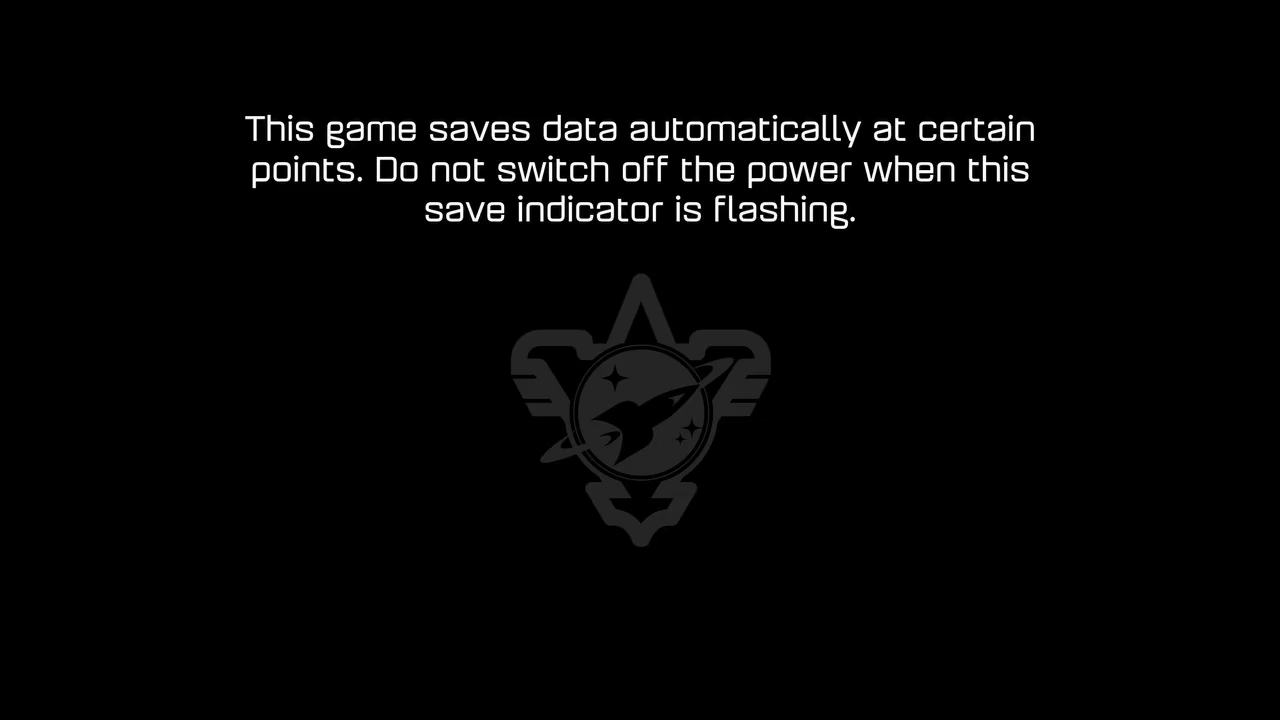 This game saves data automatically at certain
points. Do not switch off the power when this
save indicator is flashing.